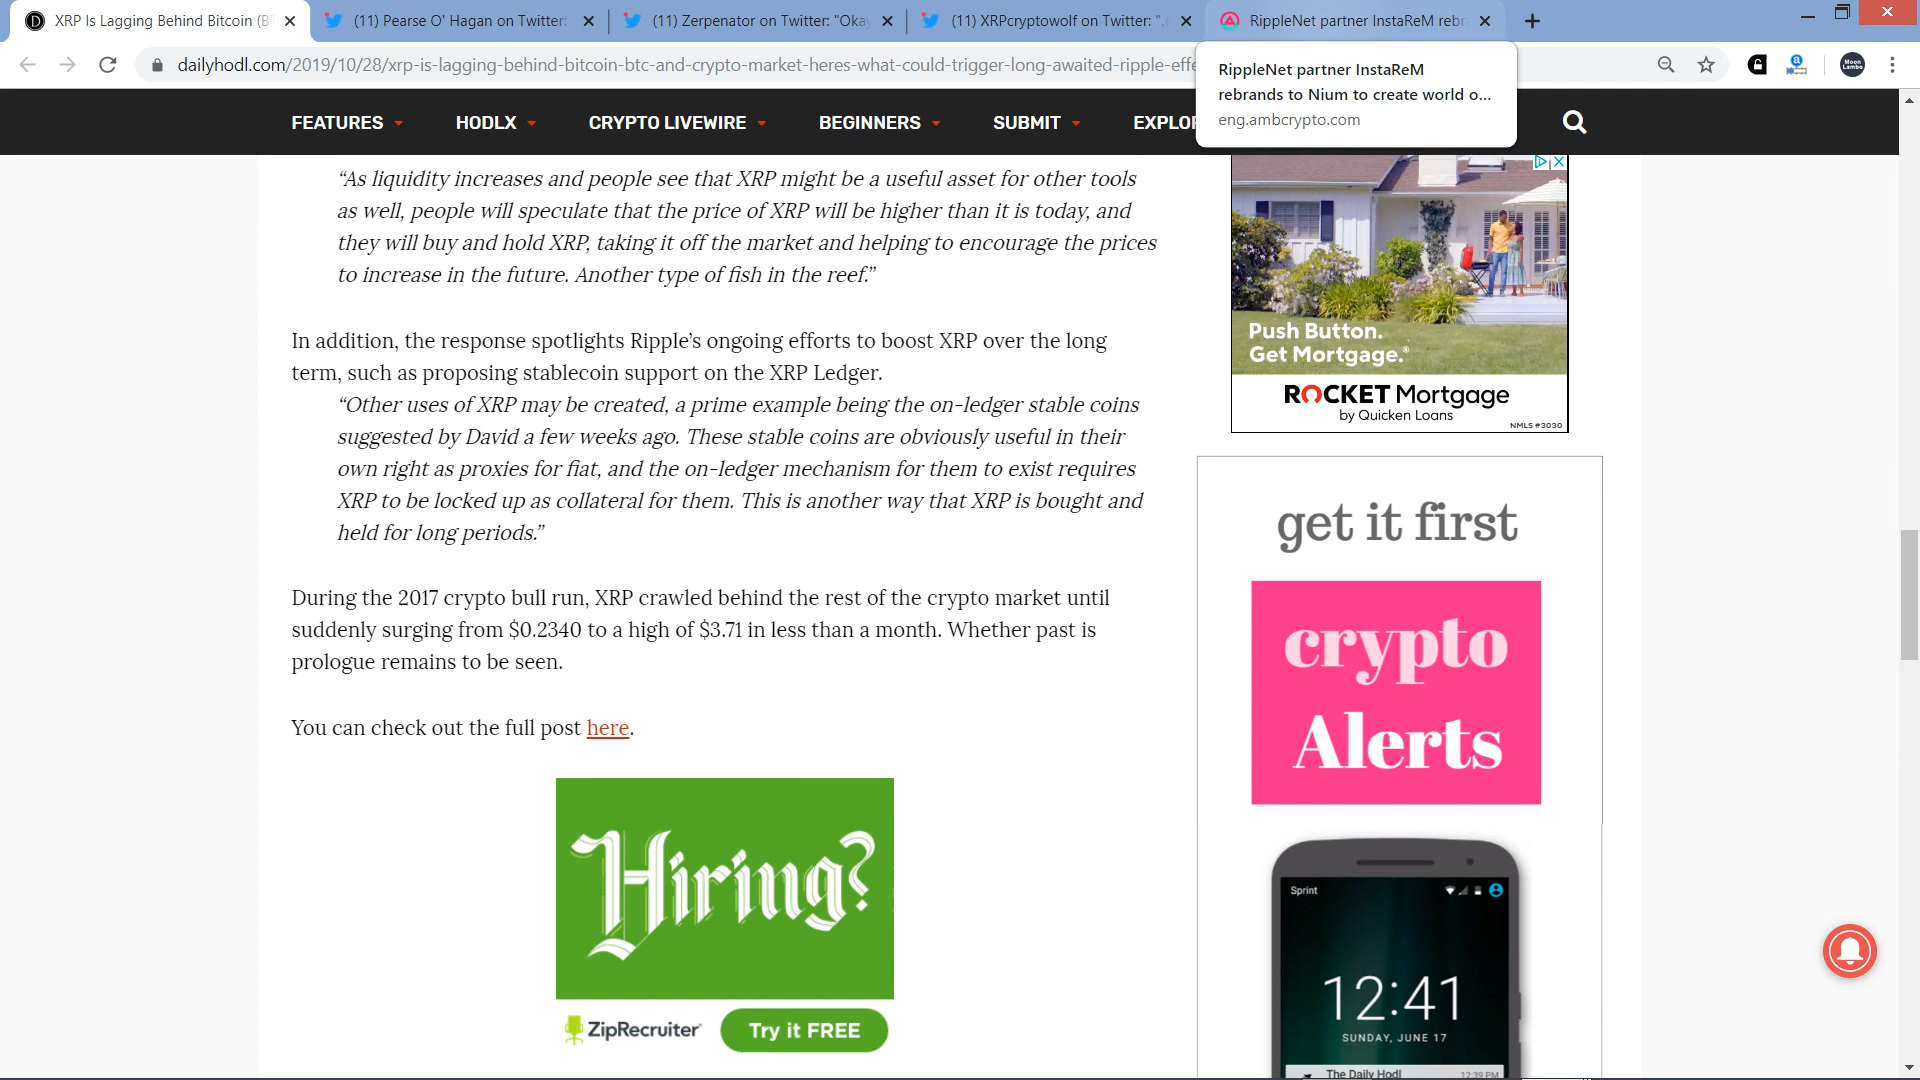 XRP Is Lagging Behind Bitcoin (BT
(11) Pearse O' Hagan on Twitter:
(11) Zerpenator on Twitter: "Okay
(11) XRPcryptowolf on Twitter: ".
RippleNet partner InstaReM rebr
dailyhodl.com/2019/10/28/xrp-is-lagging-behind-bitcoin-btc-and-crypto-market-heres-what-could-trigger-long-awaited-ripple-effe
RippleNet partner InstaReM
rebrands to Nium to create world o...
eng.ambcrypto.com
Moon
Lambo
FEATURES
HODLX
CRYPTO LIVEWIRE
BEGINNERS
SUBMIT
EXPLOR
“As liquidity increases and people see that XRP might be a useful asset for other tools
as well, people will speculate that the price of XRP will be higher than it is today, and
they will buy and hold XRP, taking it off the market and helping to encourage the prices
to increase in the future. Another type of fish in the reef.”
In addition, the response spotlights Ripple’s ongoing efforts to boost XRP over the long
term, such as proposing stablecoin support on the XRP Ledger.
“Other uses of XRP may be created, a prime example being the on-ledger stable coins
suggested by David a few weeks ago. These stable coins are obviously useful in their
own right as proxies for fiat, and the on-ledger mechanism for them to exist requires
XRP to be locked up as collateral for them. This is another way that XRP is bought and
held for long periods.”
During the 2017 crypto bull run, XRP crawled behind the rest of the crypto market until
suddenly surging from $0.2340 to a high of $3.71 in less than a month. Whether past is
prologue remains to be seen.
You can check out the full post here.
Hiring?
ZipRecruiter
Try it FREE
Push Button.
Get Mortgage.®
ROCKET Mortgage
by Quicken Loans
NMLS #3030
get it first
crypto
Alerts
Sprint
12:41
SUNDAY, JUNE 17
The Daily Hodl
12:39 PM